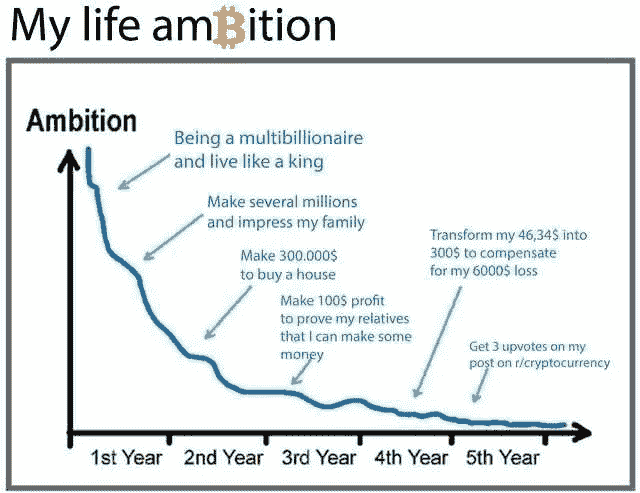 My life am₿ition
Ambition
Being a multibillionaire
and live like a king
Make several millions
and impress my family
Make 300.000$
to buy a house
Make 100$ profit
to prove my relatives
that I can make some
money
Transform my 46,34$ into
300$ to compensate
for my 6000$ loss
Get 3 upvotes on my
post on r/cryptocurrency
1st Year 2nd Year 3rd Year 4th Year 5th Year